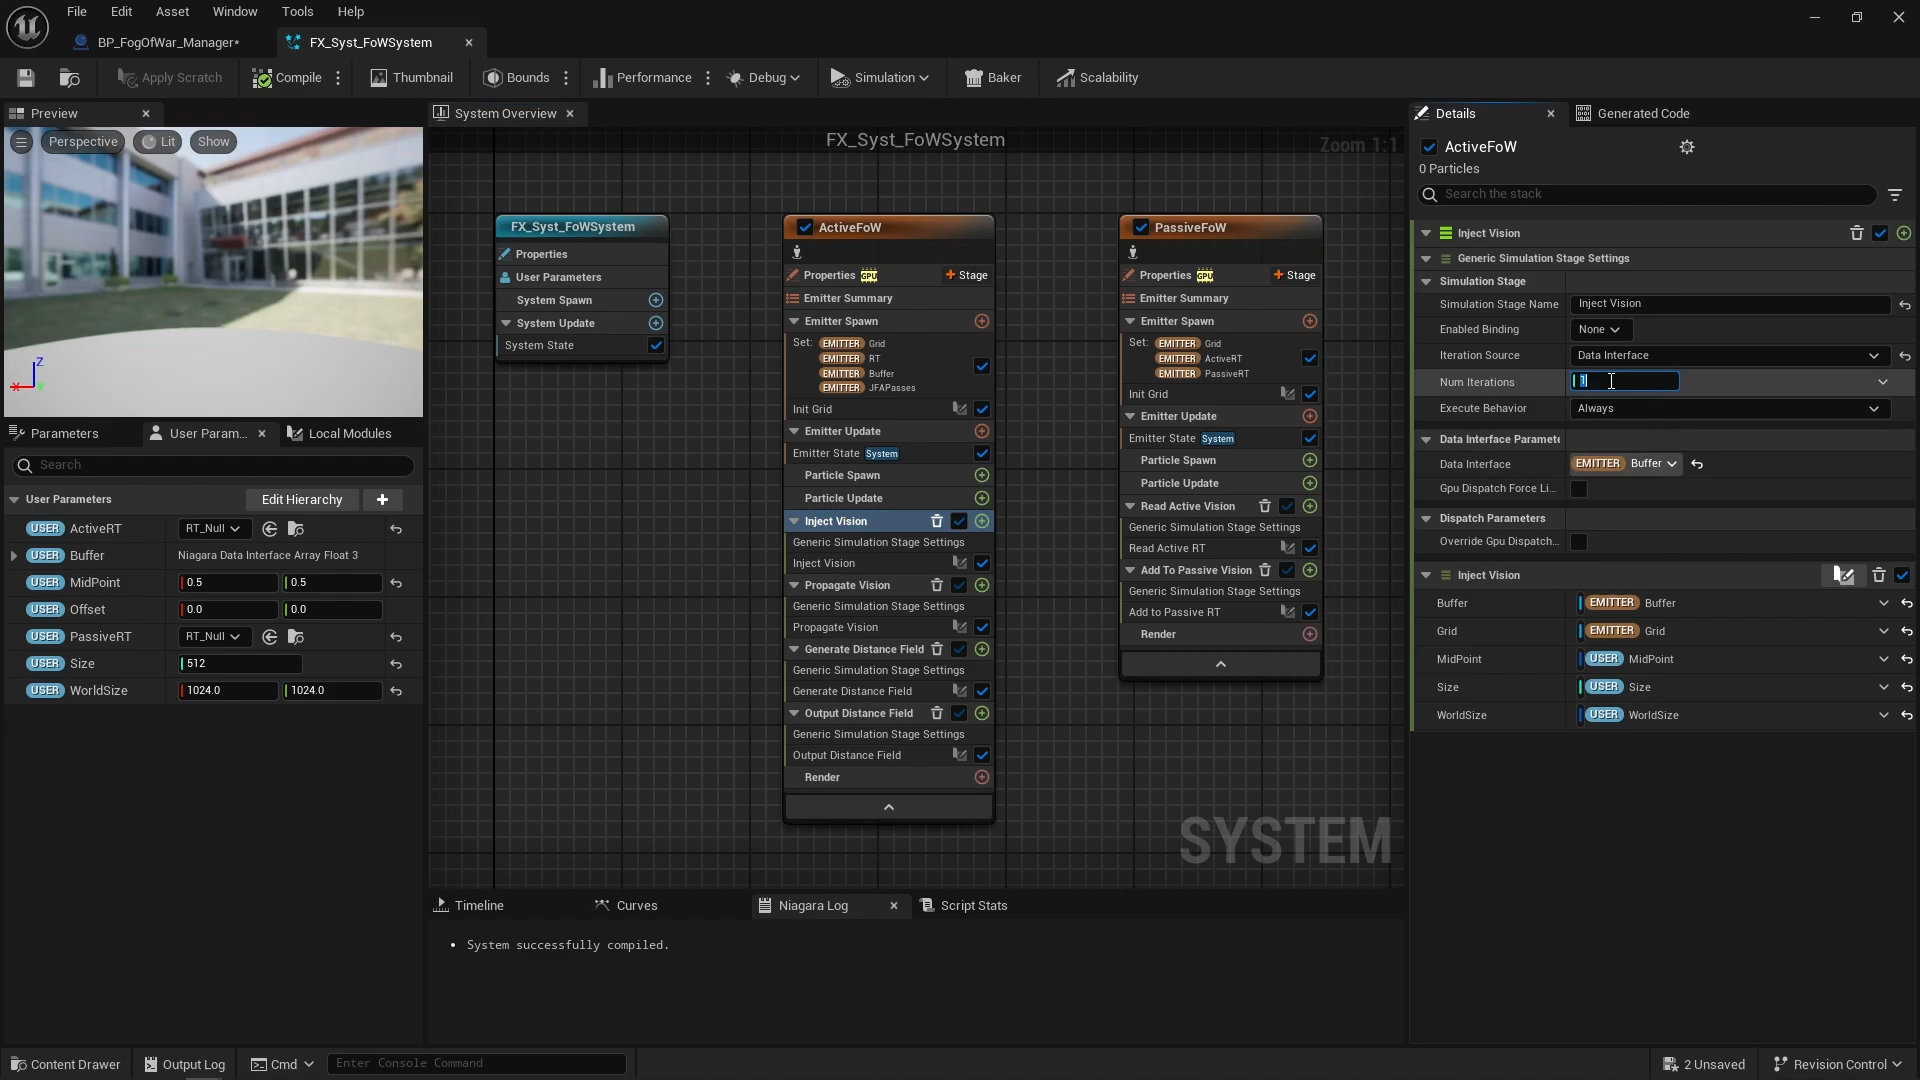 File Edit Asset Window Tools Help
BP_FogOfWar_Manager* FX_Syst_FoWSystem
Apply Scratch Compile Thumbnail Bounds Performance Debug Simulation Baker Scalability
Preview
Perspective Lit Show
Z
X
Parameters User Param... Local Modules
Search
User Parameters Edit Hierarchy
USER ActiveRT RT_Null
USER Buffer Niagara Data Interface Array Float 3
USER MidPoint 0.5 0.5
USER Offset 0.0 0.0
USER PassiveRT RT_Null
USER Size 512
USER WorldSize 1024.0 1024.0
System Overview
FX_Syst_FoWSystem
Zoom 1:1
FX_Syst_FoWSystem
Properties
User Parameters
System Spawn
System Update
System State
ActiveFoW
Properties GPU + Stage
Emitter Summary
Emitter Spawn
Set: EMITTER Grid
EMITTER RT
EMITTER Buffer
EMITTER JFAPasses
Init Grid
Emitter Update
Emitter State System
Particle Spawn
Particle Update
Inject Vision
Generic Simulation Stage Settings
Inject Vision
Propagate Vision
Generic Simulation Stage Settings
Propagate Vision
Generate Distance Field
Generic Simulation Stage Settings
Generate Distance Field
Output Distance Field
Generic Simulation Stage Settings
Output Distance Field
Render
PassiveFoW
Properties GPU + Stage
Emitter Summary
Emitter Spawn
Set: EMITTER Grid
EMITTER ActiveRT
EMITTER PassiveRT
Init Grid
Emitter Update
Emitter State System
Particle Spawn
Particle Update
Read Active Vision
Generic Simulation Stage Settings
Read Active RT
Add To Passive Vision
Generic Simulation Stage Settings
Add to Passive RT
Render
SYSTEM
Timeline Curves Niagara Log Script Stats
• System successfully compiled.
Details Generated Code
ActiveFoW
0 Particles
Search the stack
Inject Vision
Generic Simulation Stage Settings
Simulation Stage
Simulation Stage Name Inject Vision
Enabled Binding None
Iteration Source Data Interface
Num Iterations 1
Execute Behavior Always
Data Interface Paramete
Data Interface EMITTER Buffer
Gpu Dispatch Force Li...
Dispatch Parameters
Override Gpu Dispatch...
Inject Vision
Buffer EMITTER Buffer
Grid EMITTER Grid
MidPoint USER MidPoint
Size USER Size
WorldSize USER WorldSize
Content Drawer Output Log Cmd Enter Console Command 2 Unsaved Revision Control